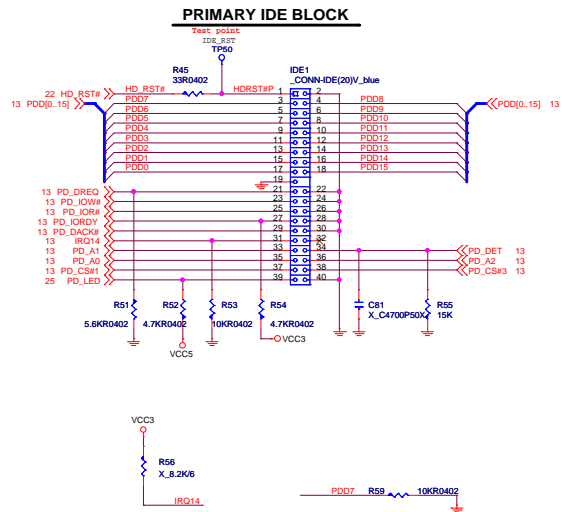 PRIMARY IDE BLOCK
Test point
IDE_RST
TP50
R45
33R0402
IDE1
_CONN-IDE(20)V_blue
22 HD_RST# HD_RST# HDRST#P 1 2
13 PDD[0..15] PDD7 3 4 PDD8 PDD[0..15] 13
PDD6 5 6 PDD9
PDD5 7 8 PDD10
PDD4 9 10 PDD11
PDD3 11 12 PDD12
PDD2 13 14 PDD13
PDD1 15 16 PDD14
PDD0 17 18 PDD15
19
13 PD_DREQ 21 22
13 PD_IOW# 23 24
13 PD_IOR# 25 26
13 PD_IORDY 27 28
13 PD_DACK# 29 30
13 IRQ14 31 32
13 PD_A1 33 34 PD_DET 13
13 PD_A0 35 36 PD_A2 13
13 PD_CS#1 37 38 PD_CS#3 13
25 PD_LED 39 40
R51 R52 R53 R54 C81 R55
5.6KR0402 4.7KR0402 10KR0402 4.7KR0402 X_C4700P50X 15K
VCC3
VCC5
VCC3
R56
X_8.2K/6
IRQ14
PDD7 R59 10KR0402